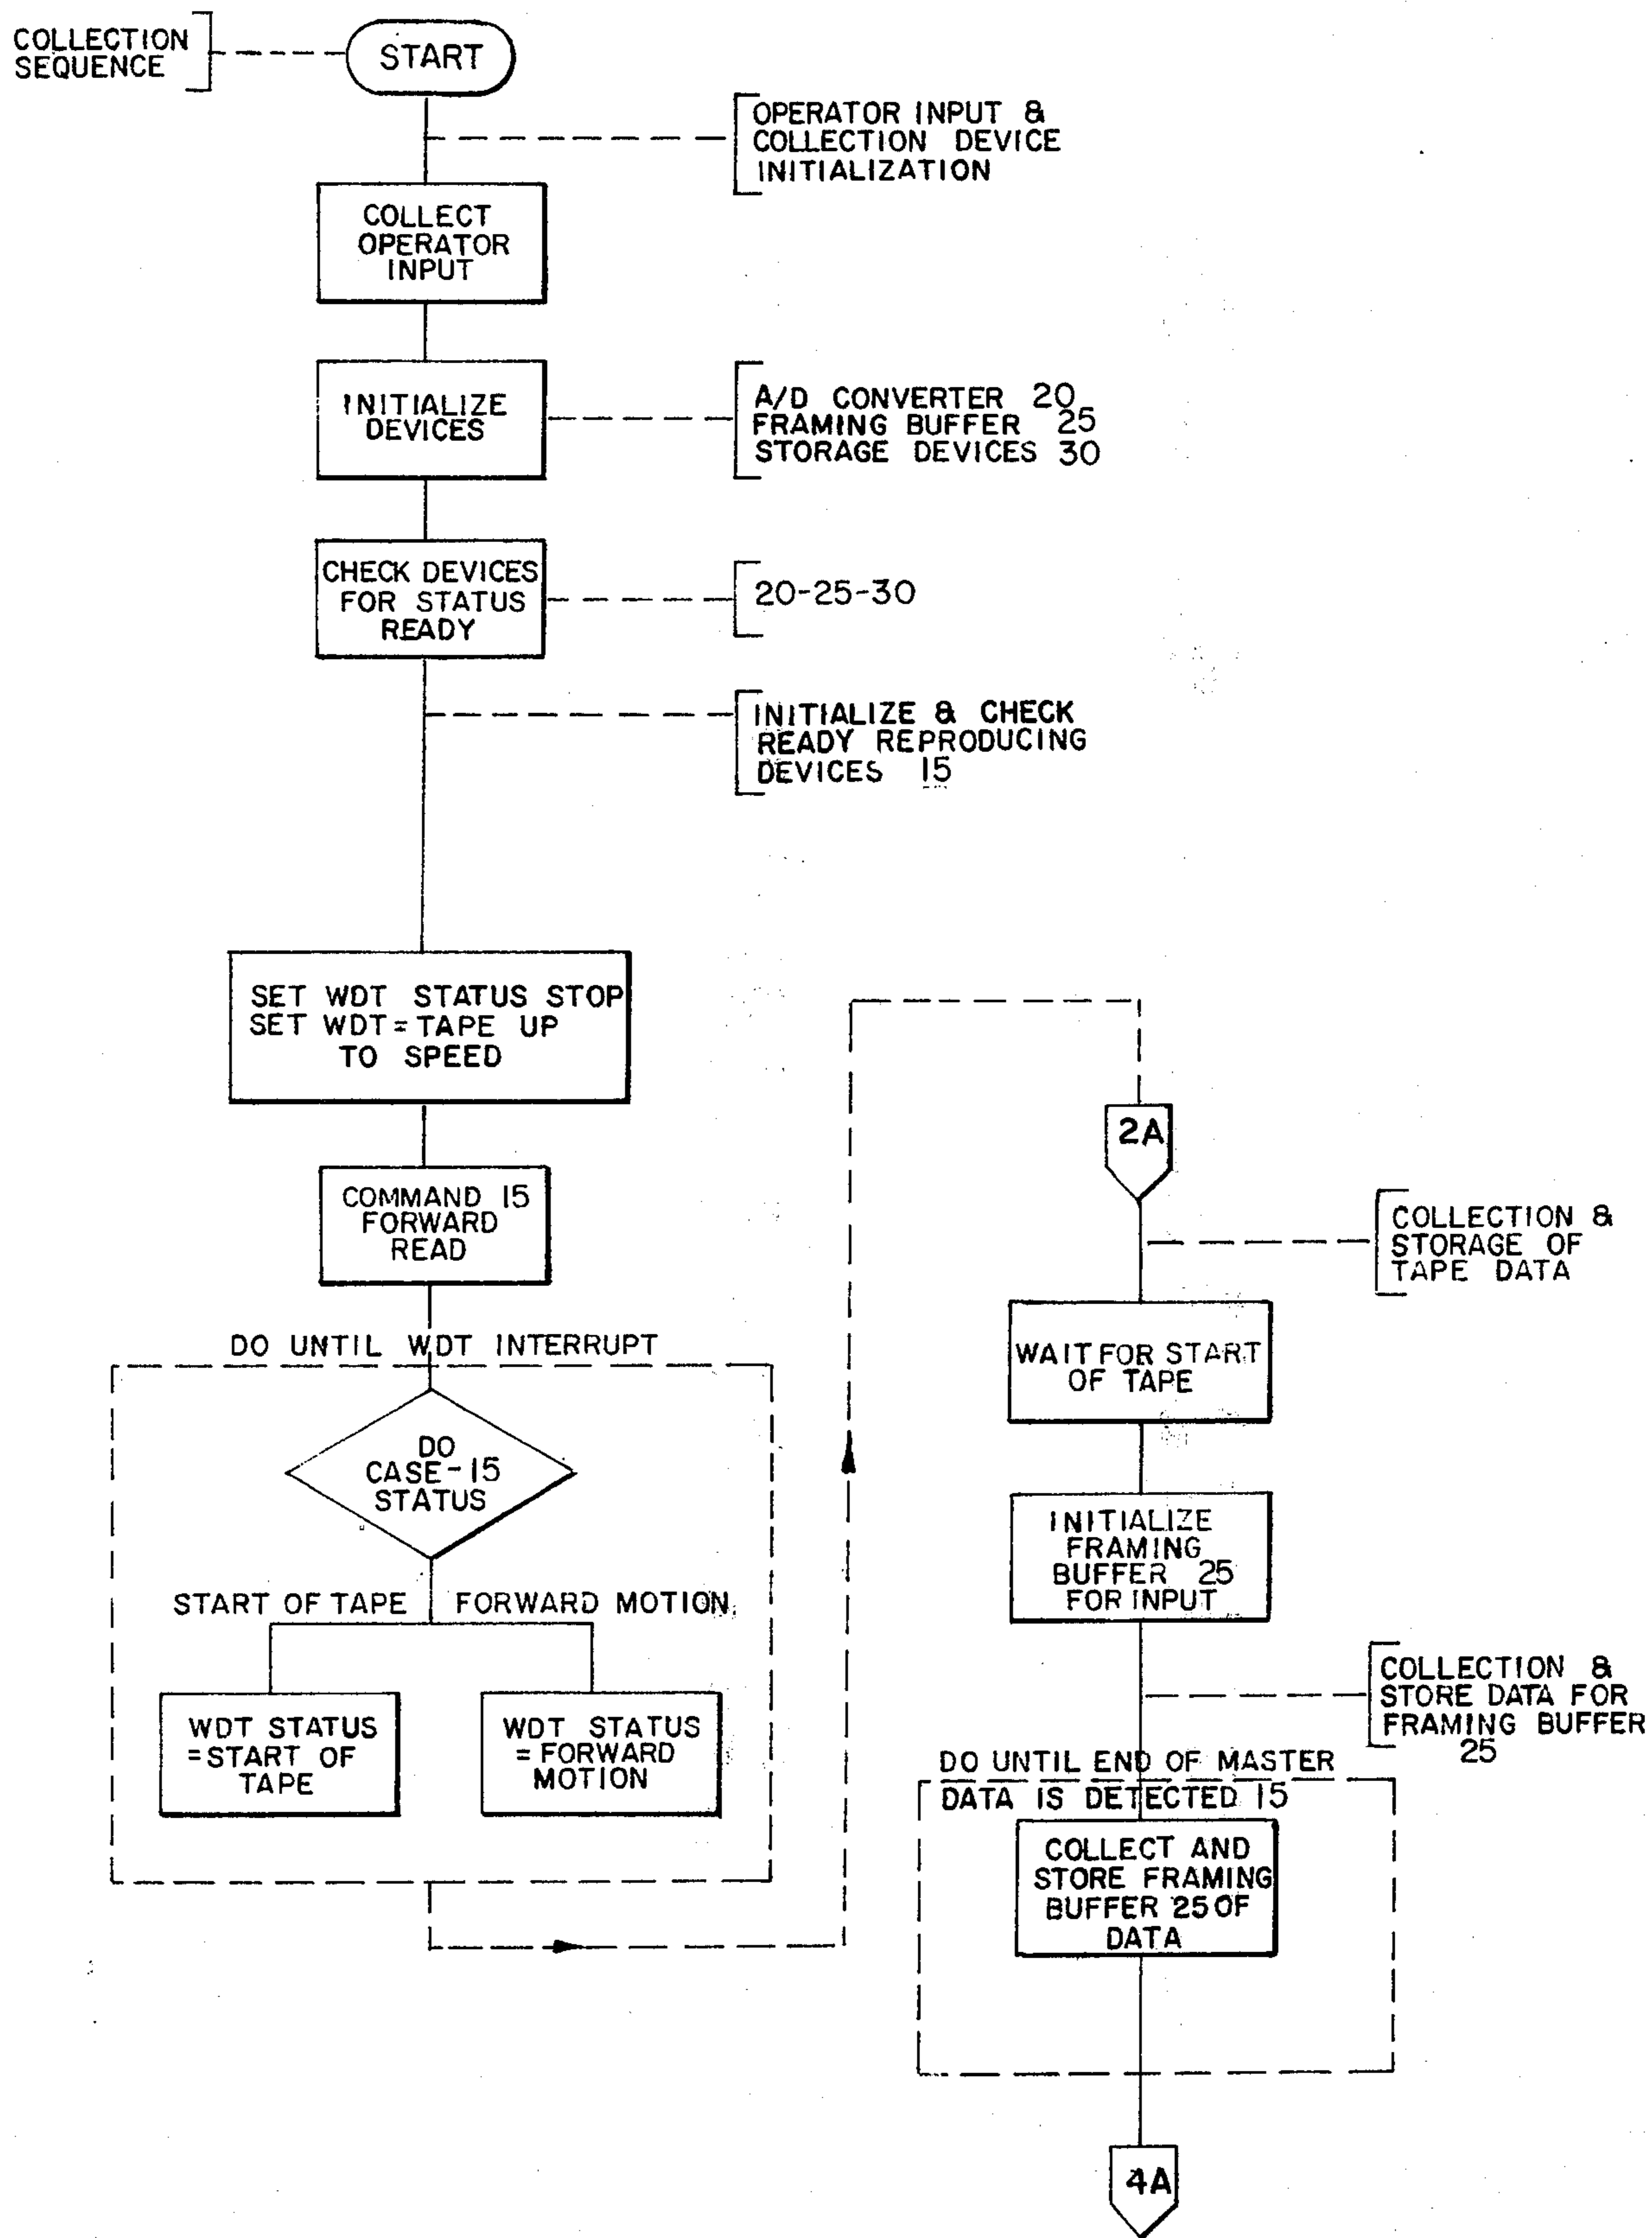 COLLECTION
SEQUENCE
START
OPERATOR INPUT &
COLLECTION DEVICE
INITIALIZATION
COLLECT
OPERATOR
INPUT
INITIALIZE
DEVICES
A/D CONVERTER 20
FRAMING BUFFER 25
STORAGE DEVICES 30
CHECK DEVICES
FOR STATUS
READY
20-25-30
INITIALIZE & CHECK
READY REPRODUCING
DEVICES 15
SET WDT STATUS STOP
SET WDT = TAPE UP
TO SPEED
COMMAND 15
FORWARD
READ
DO UNTIL WDT INTERRUPT
DO
CASE-15
STATUS
START OF TAPE
FORWARD MOTION
WDT STATUS
= START OF
TAPE
WDT STATUS
= FORWARD
MOTION
2A
COLLECTION &
STORAGE OF
TAPE DATA
WAIT FOR START
OF TAPE
INITIALIZE
FRAMING
BUFFER 25
FOR INPUT
COLLECTION &
STORE DATA FOR
FRAMING BUFFER
25
DO UNTIL END OF MASTER
DATA IS DETECTED 15
COLLECT AND
STORE FRAMING
BUFFER 25 OF
DATA
4A